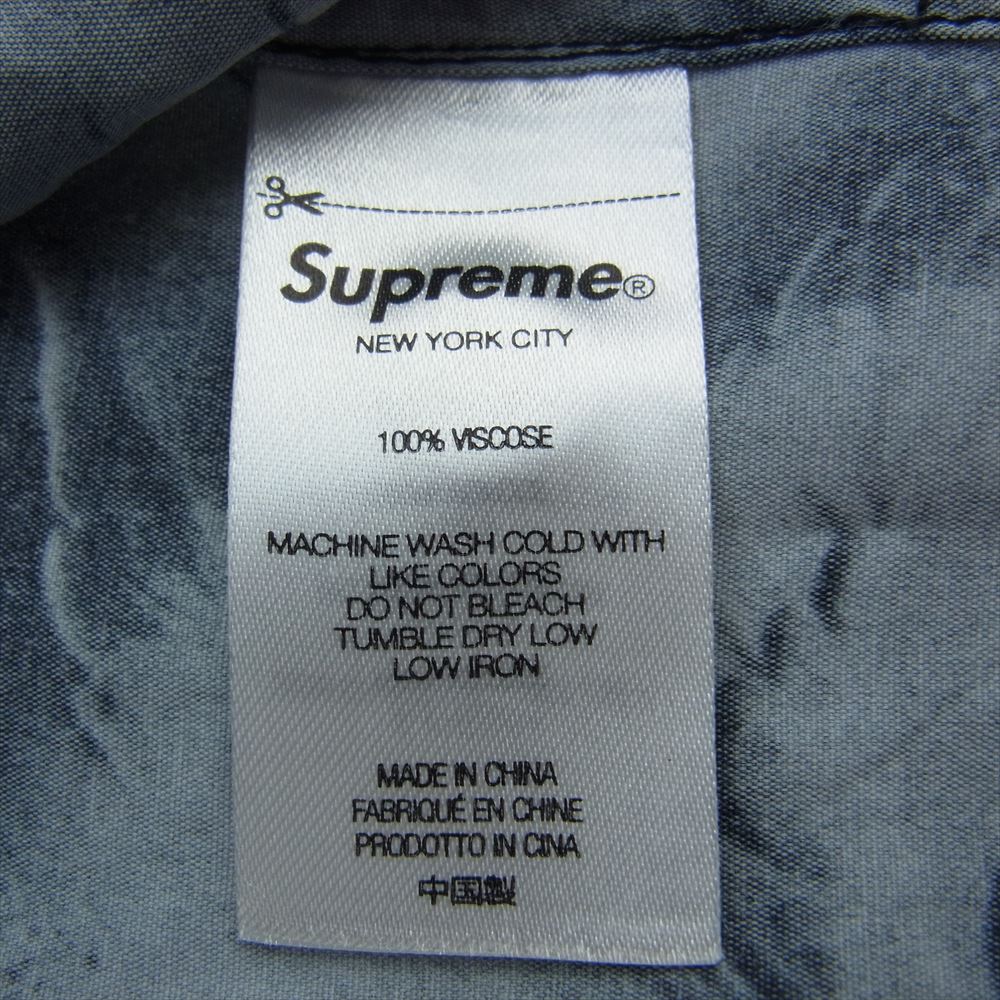 Supreme®
NEW YORK CITY
100% VISCOSE
MACHINE WASH COLD WITH
LIKE COLORS
DO NOT BLEACH
TUMBLE DRY LOW
LOW IRON
MADE IN CHINA
FABRIQUÉ EN CHINE
PRODOTTO IN CINA
中国製